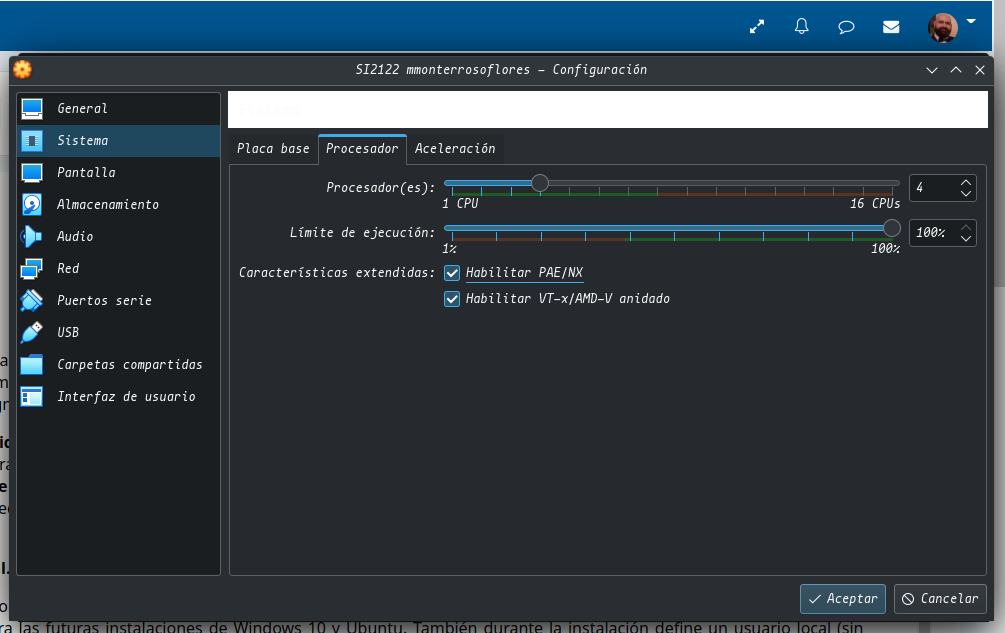 SI2122 mmonterrosoflores – Configuración
General
Sistema
Pantalla
Almacenamiento
Audio
Red
Puertos serie
USB
Carpetas compartidas
Interfaz de usuario
Placa base Procesador Aceleración
Procesador(es): 4
1 CPU 16 CPUs
Límite de ejecución: 100%
1% 100%
Características extendidas: Habilitar PAE/NX
Habilitar VT-x/AMD-V anidado
Aceptar Cancelar
las futuras instalaciones de Windows 10 y Ubuntu. También durante la instalación define un usuario local (sin